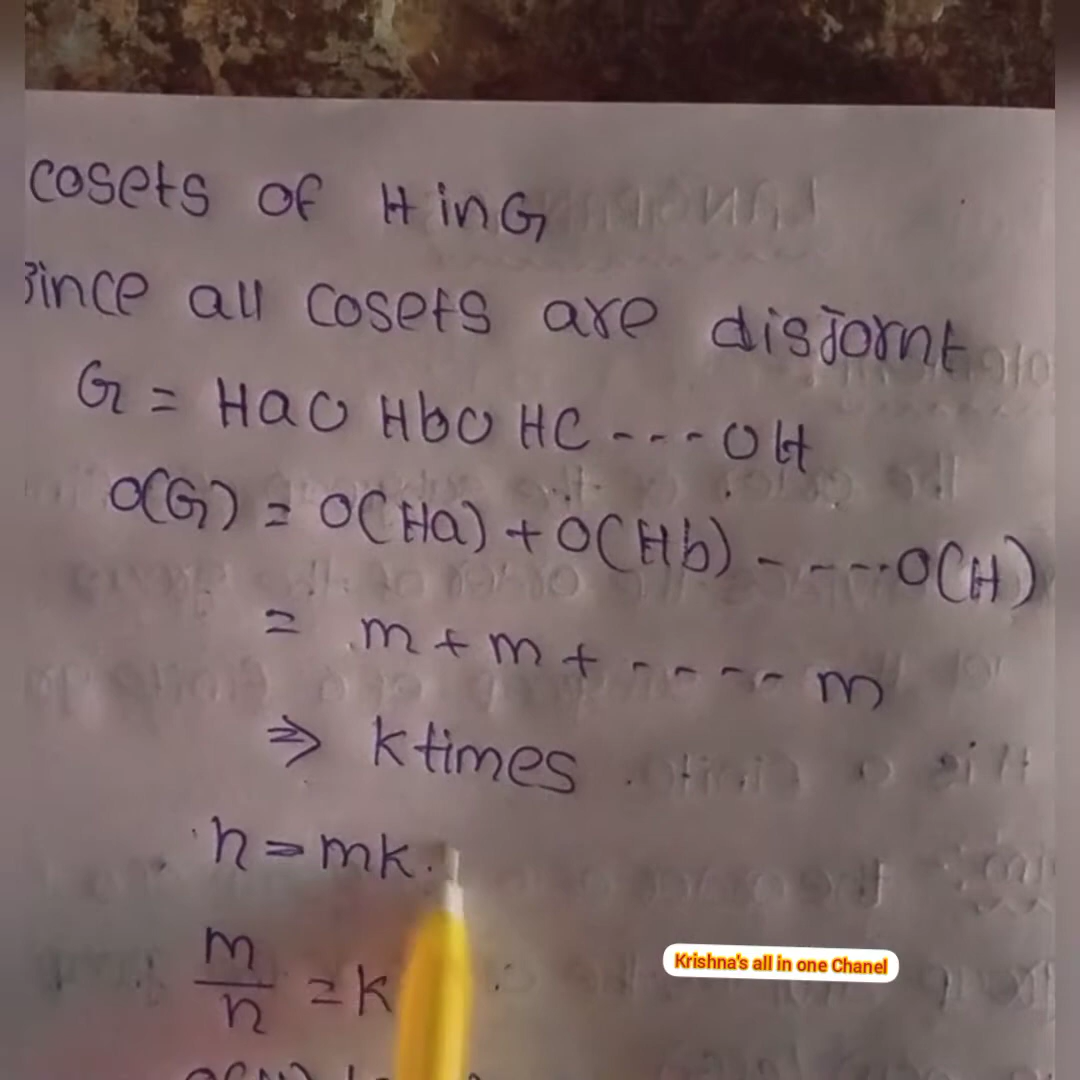 cosets of H in G
Since all cosets are disjoint
G = Ha ∪ Hb ∪ HC ---- ∪ H
O(G) = O(Ha) + O(Hb) - ---- O(H)
= m + m + - - - - m
⇒ k times
n = mk.
m/n = k
Krishna's all in one Chanel